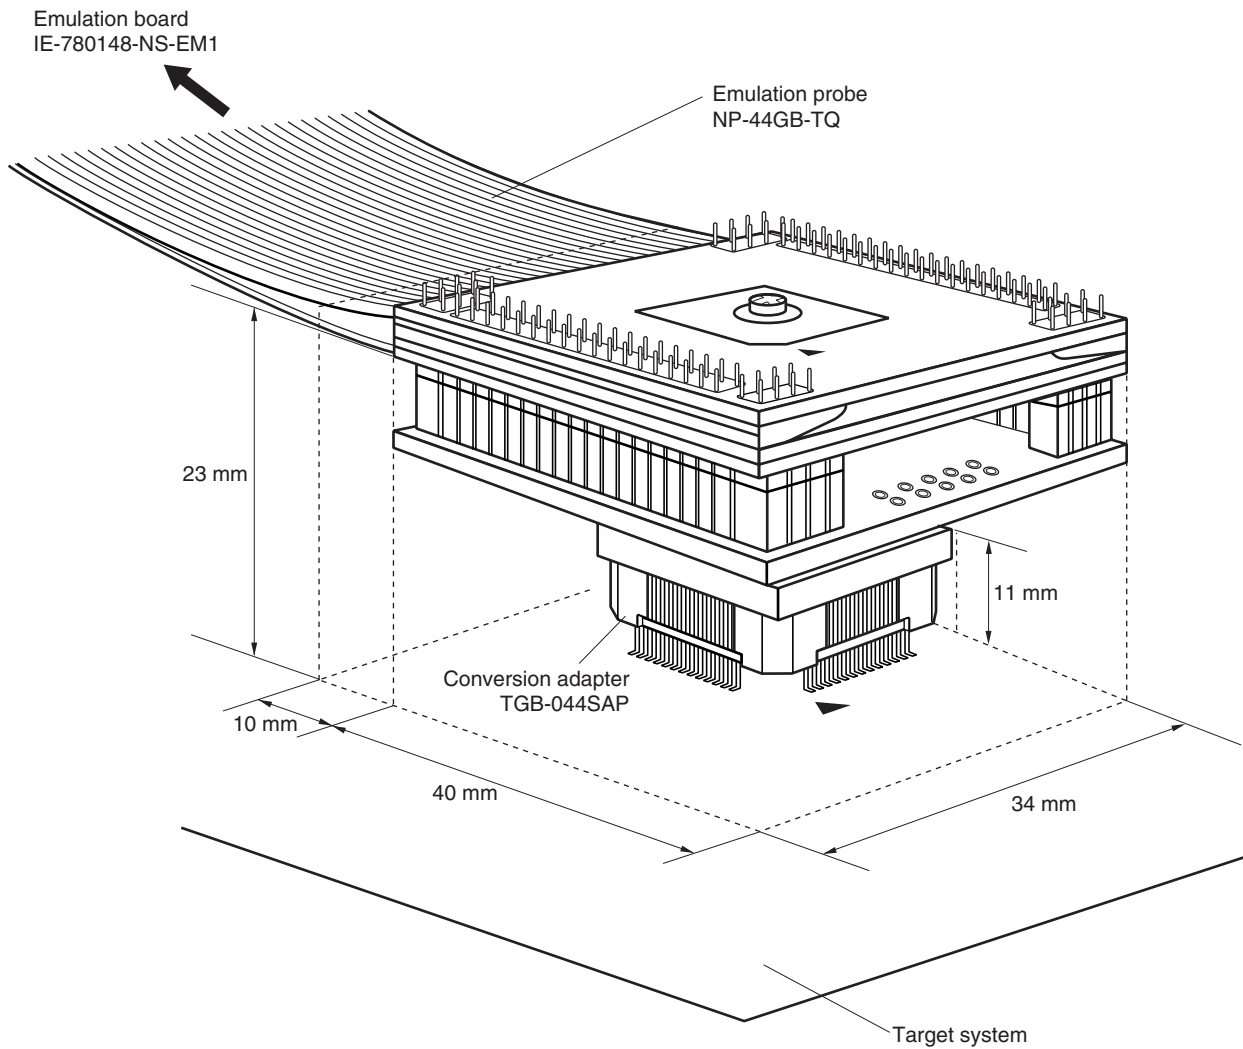 Emulation board
IE-780148-NS-EM1
Emulation probe
NP-44GB-TQ
23 mm
11 mm
Conversion adapter
TGB-044SAP
10 mm
40 mm
34 mm
Target system